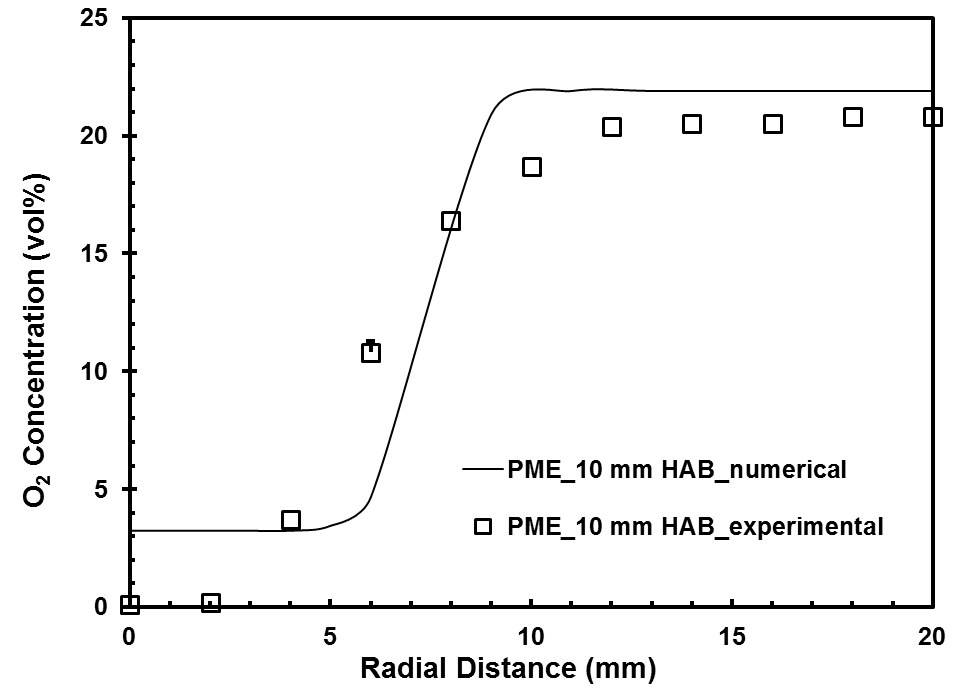 25
20
15
10
5
0
O₂ Concentration (vol%)
PME_10 mm HAB_numerical
PME_10 mm HAB_experimental
0 5 10 15 20
Radial Distance (mm)